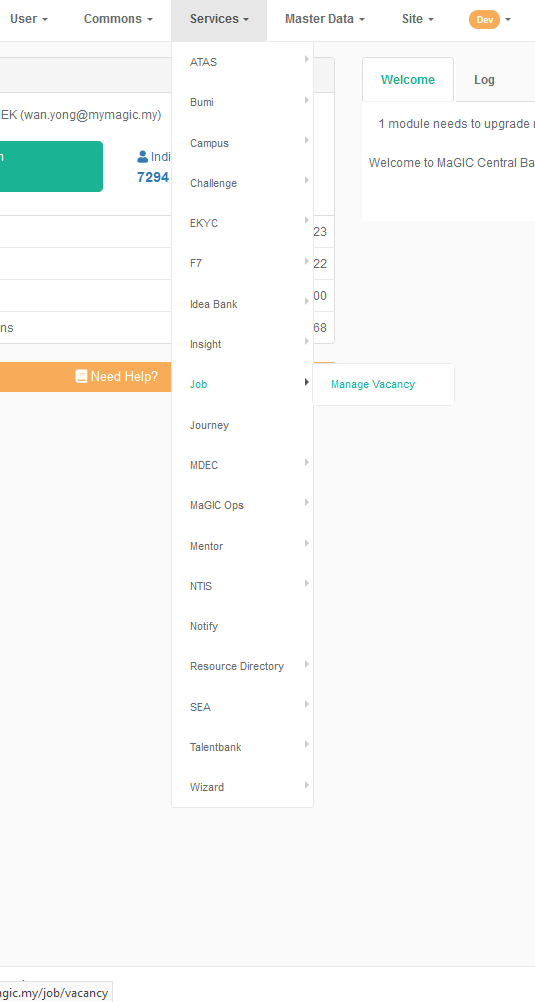 User
Commons
Services
Master Data
Site
Dev
ATAS
Bumi
Campus
Challenge
EKYC
F7
Idea Bank
Insight
Job
Manage Vacancy
Journey
MDEC
MaGIC Ops
Mentor
NTIS
Notify
Resource Directory
SEA
Talentbank
Wizard
Welcome
Log
1 module needs to upgrade
Welcome to MaGIC Central Ba
EK (wan.yong@mymagic.my)
n
Indi
7294
23
22
00
ns
68
Need Help?
gic.my/job/vacancy